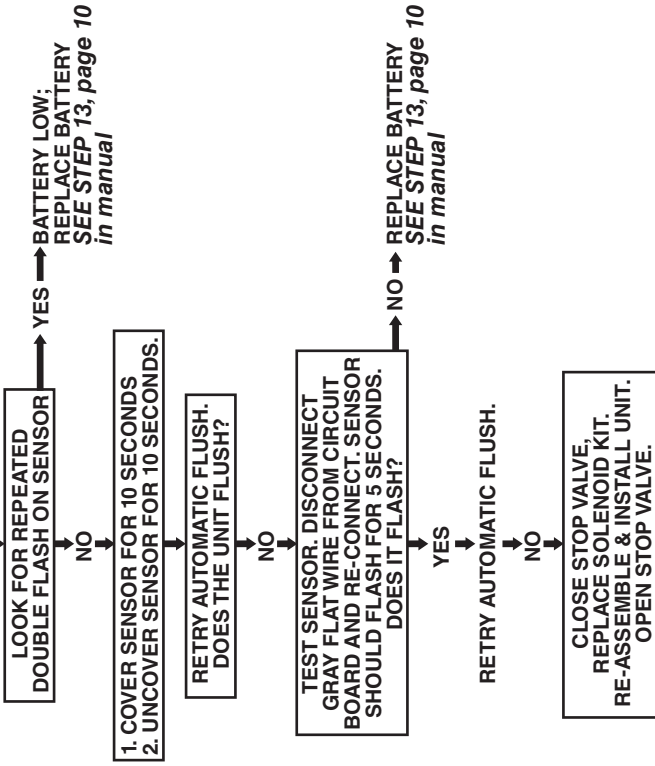 LOOK FOR REPEATED
DOUBLE FLASH ON SENSOR
YES
BATTERY LOW;
REPLACE BATTERY
SEE STEP 13, page 10
in manual
NO
1. COVER SENSOR FOR 10 SECONDS
2. UNCOVER SENSOR FOR 10 SECONDS.
RETRY AUTOMATIC FLUSH.
DOES THE UNIT FLUSH?
NO
TEST SENSOR. DISCONNECT
GRAY FLAT WIRE FROM CIRCUIT
BOARD AND RE-CONNECT. SENSOR
SHOULD FLASH FOR 5 SECONDS.
DOES IT FLASH?
NO
REPLACE BATTERY
SEE STEP 13, page 10
in manual
YES
RETRY AUTOMATIC FLUSH.
NO
CLOSE STOP VALVE,
REPLACE SOLENOID KIT.
RE-ASSEMBLE & INSTALL UNIT.
OPEN STOP VALVE.